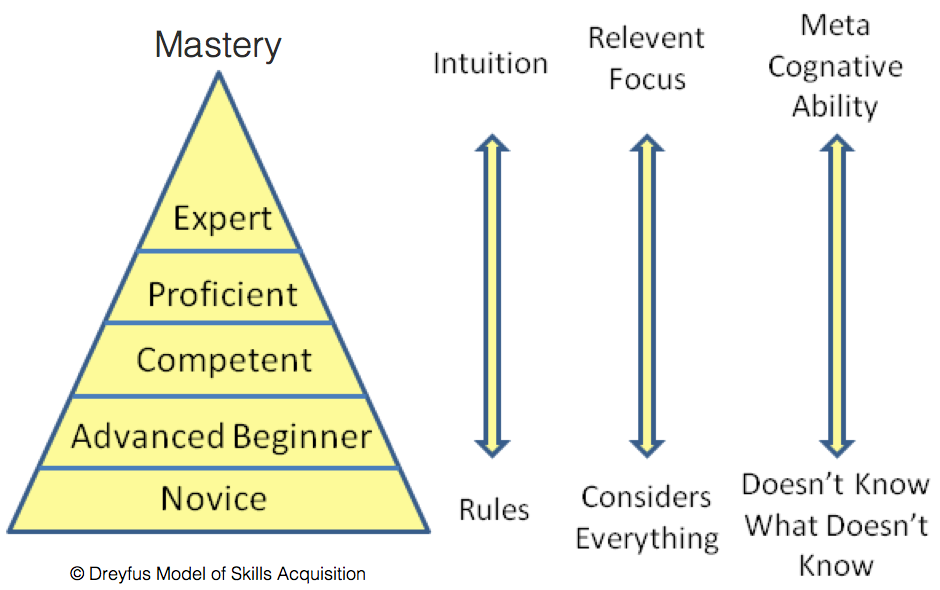 Mastery
Expert
Proficient
Competent
Advanced Beginner
Novice
© Dreyfus Model of Skills Acquisition
Intuition
Rules
Relevent
Focus
Considers
Everything
Meta
Cognative
Ability
Doesn't Know
What Doesn't
Know